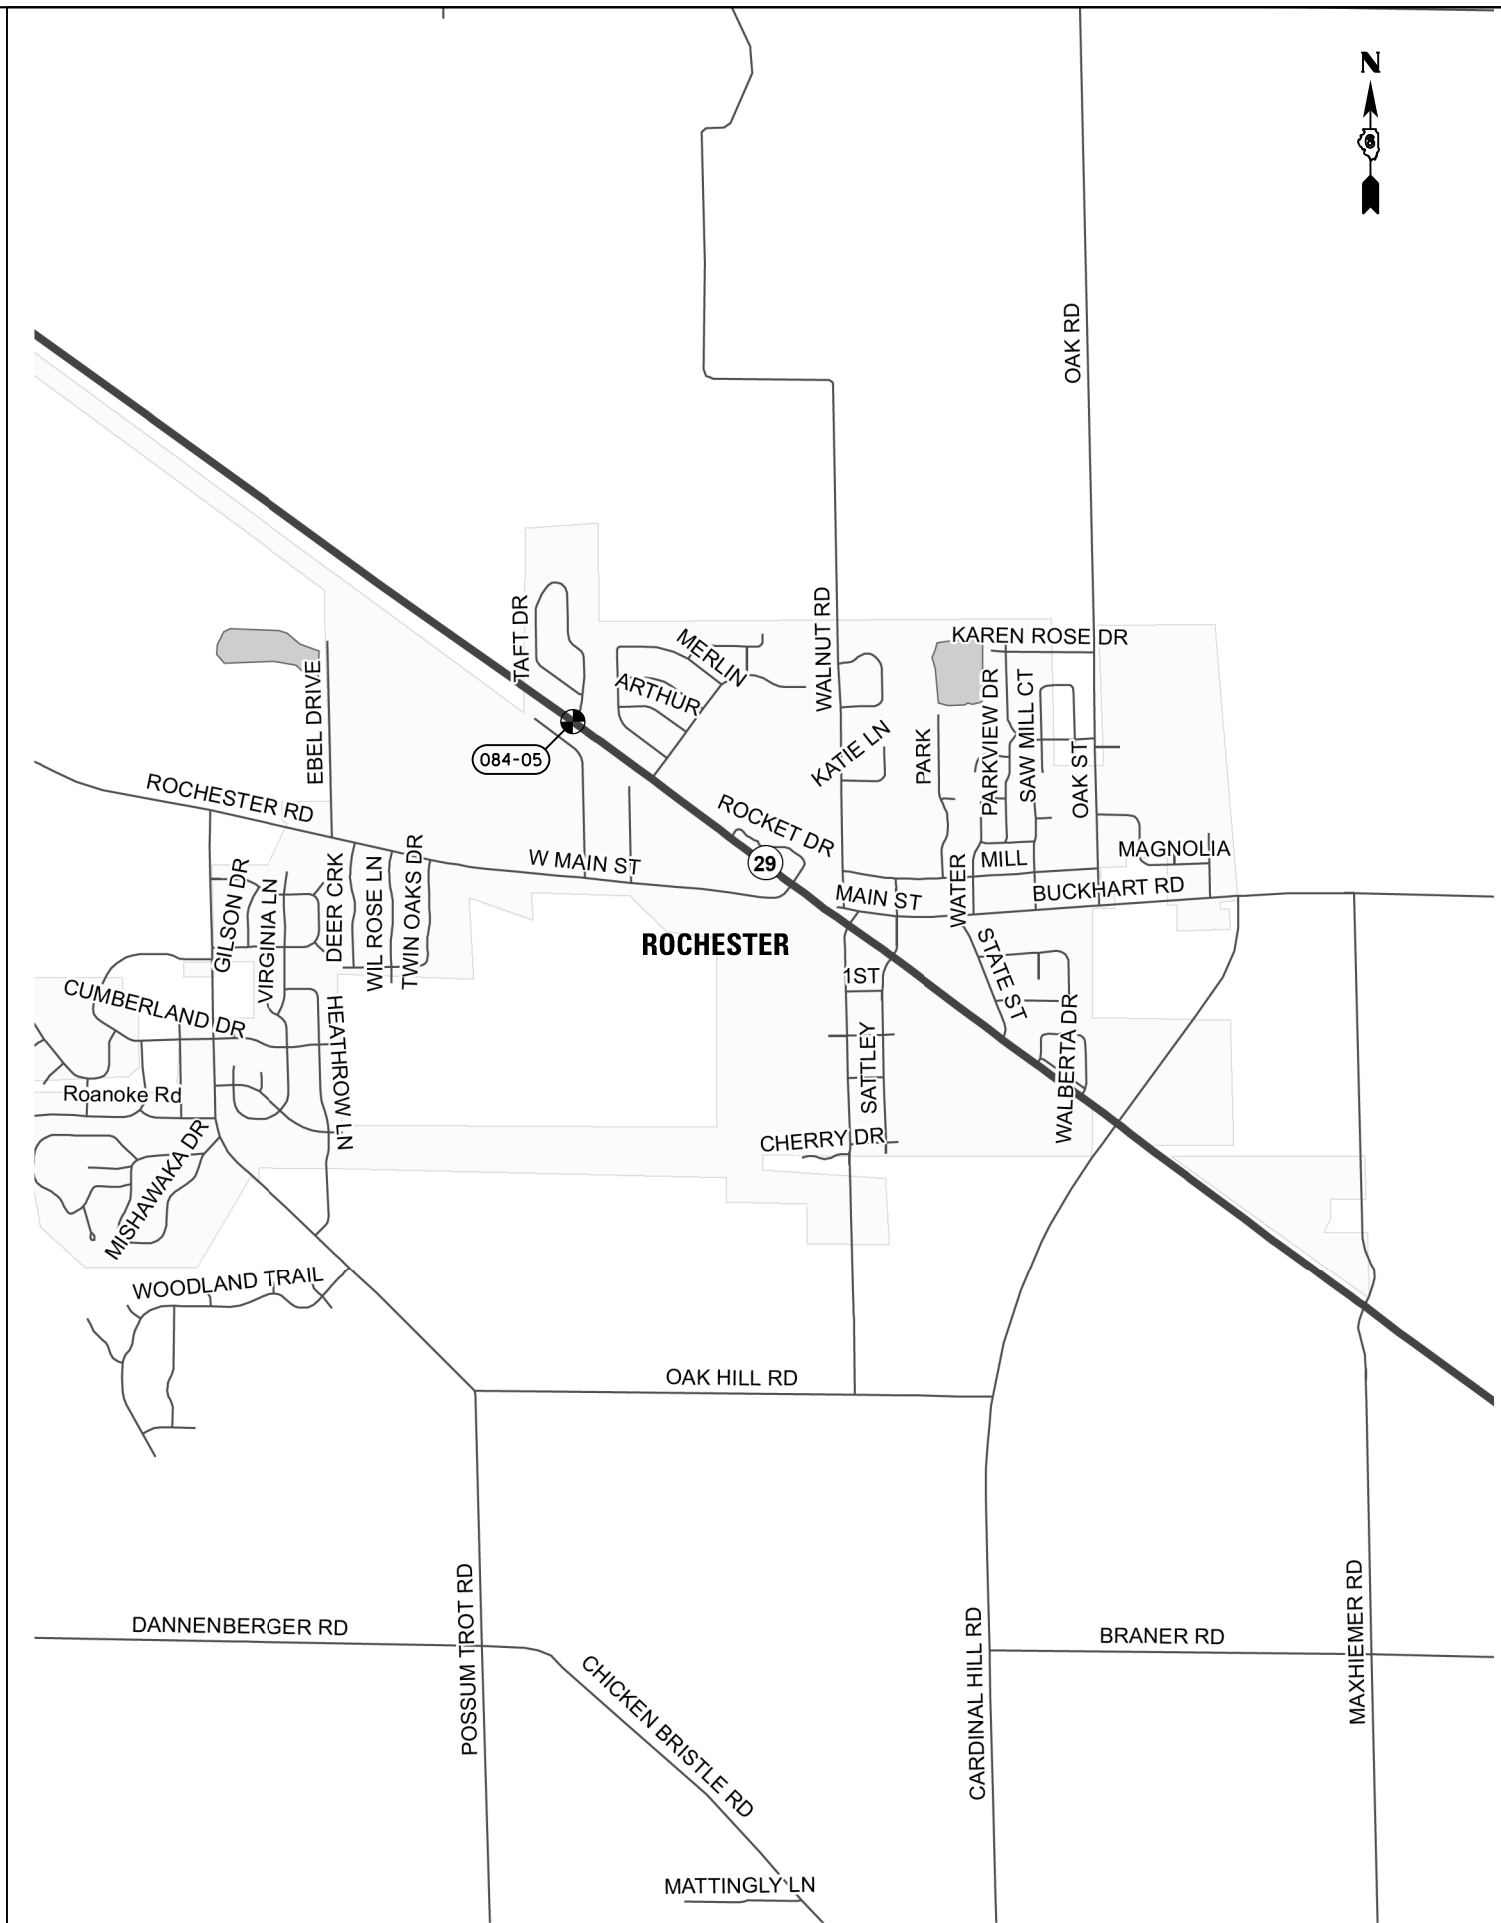 N
6
OAK RD
TAFT DR
MERLIN
WALNUT RD
KAREN ROSE DR
EBEL DRIVE
ARTHUR
PARKVIEW DR
SAW MILL CT
084-05
KATIE LN
PARK
OAK ST
ROCHESTER RD
ROCKET DR
29
W MAIN ST
MILL
MAGNOLIA
GILSON DR
VIRGINIA LN
DEER CRK
WIL ROSE LN
TWIN OAKS DR
MAIN ST
WATER
BUCKHART RD
ROCHESTER
STATE ST
1ST
CUMBERLAND DR
HEATHROW LN
SATTLEY
WALBERTA DR
Roanoke Rd
MISHAWAKA DR
CHERRY DR
WOODLAND TRAIL
OAK HILL RD
POSSUM TROT RD
DANNENBERGER RD
CHICKEN BRISTLE RD
CARDINAL HILL RD
BRANER RD
MAXHIEMER RD
MATTINGLY LN